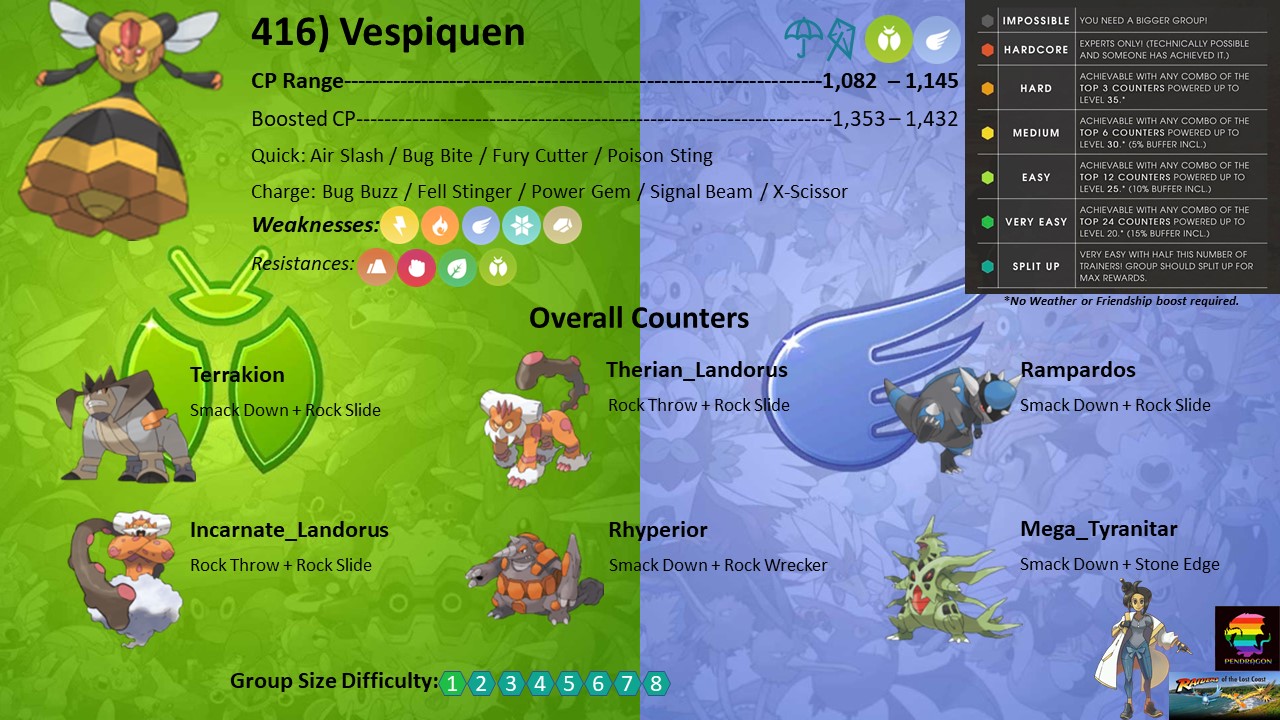 416) Vespiquen
CP Range--------------------------------------------------------------------1,082 – 1,145
Boosted CP--------------------------------------------------------------------1,353 – 1,432
Quick: Air Slash / Bug Bite / Fury Cutter / Poison Sting
Charge: Bug Buzz / Fell Stinger / Power Gem / Signal Beam / X-Scissor
Weaknesses:
Resistances:
IMPOSSIBLE YOU NEED A BIGGER GROUP!
HARDCORE EXPERTS ONLY! (TECHNICALLY POSSIBLE
AND SOMEONE HAS ACHIEVED IT.)
HARD ACHIEVABLE WITH ANY COMBO OF THE
TOP 3 COUNTERS POWERED UP TO
LEVEL 35.*
MEDIUM ACHIEVABLE WITH ANY COMBO OF THE
TOP 6 COUNTERS POWERED UP TO
LEVEL 30.* (5% BUFFER INCL.)
EASY ACHIEVABLE WITH ANY COMBO OF THE
TOP 12 COUNTERS POWERED UP TO
LEVEL 25.* (10% BUFFER INCL.)
VERY EASY ACHIEVABLE WITH ANY COMBO OF THE
TOP 24 COUNTERS POWERED UP TO
LEVEL 20.* (15% BUFFER INCL.)
SPLIT UP VERY EASY WITH HALF THIS NUMBER OF
TRAINERS! GROUP SHOULD SPLIT UP FOR
MAX REWARDS.
*No Weather or Friendship boost required.
Overall Counters
Terrakion
Smack Down + Rock Slide
Therian_Landorus
Rock Throw + Rock Slide
Rampardos
Smack Down + Rock Slide
Incarnate_Landorus
Rock Throw + Rock Slide
Rhyperior
Smack Down + Rock Wrecker
Mega_Tyranitar
Smack Down + Stone Edge
Group Size Difficulty: 1 2 3 4 5 6 7 8
PENDRAGON
RAIDERS of the Lost Coast